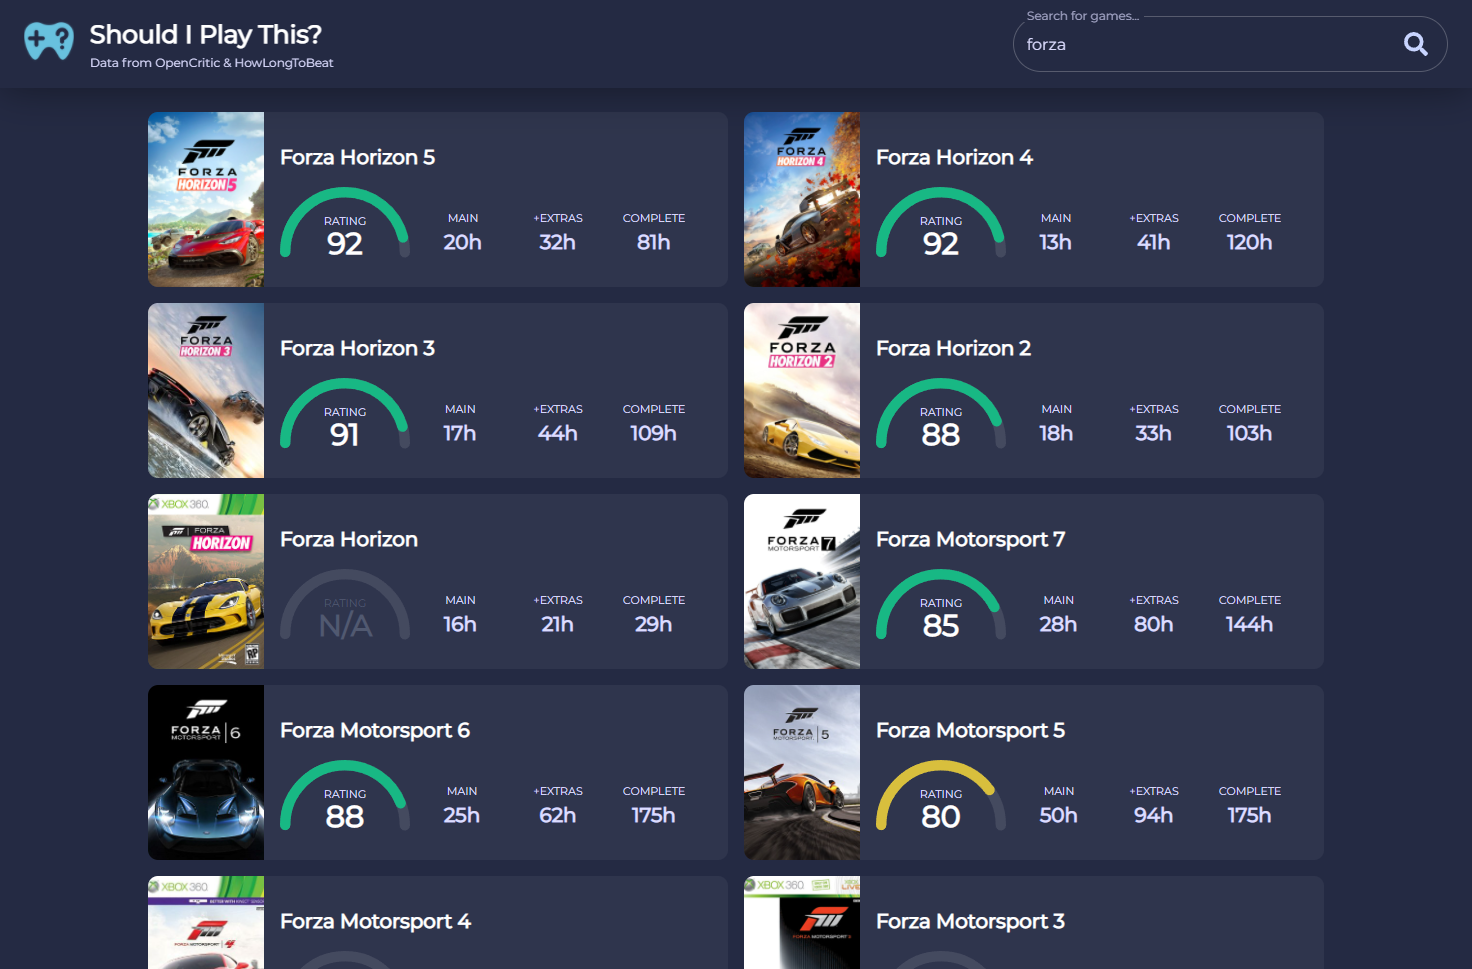 Should I Play This?
Data from OpenCritic & HowLongToBeat
Search for games...
forza
FORZA
HORIZON 5
Forza Horizon 5
RATING
92
MAIN
20h
+EXTRAS
32h
COMPLETE
81h
FORZA
HORIZON 4
Forza Horizon 4
RATING
92
MAIN
13h
+EXTRAS
41h
COMPLETE
120h
FORZA
HORIZON 3
Forza Horizon 3
RATING
91
MAIN
17h
+EXTRAS
44h
COMPLETE
109h
FORZA
HORIZON 2
Forza Horizon 2
RATING
88
MAIN
18h
+EXTRAS
33h
COMPLETE
103h
XBOX 360.
FORZA
HORIZON
RP
Forza Horizon
RATING
N/A
MAIN
16h
+EXTRAS
21h
COMPLETE
29h
FORZA
MOTORSPORT 7
Forza Motorsport 7
RATING
85
MAIN
28h
+EXTRAS
80h
COMPLETE
144h
FORZA
MOTORSPORT 6
Forza Motorsport 6
RATING
88
MAIN
25h
+EXTRAS
62h
COMPLETE
175h
FORZA
MOTORSPORT 5
Forza Motorsport 5
RATING
80
MAIN
50h
+EXTRAS
94h
COMPLETE
175h
XBOX 360.
BETTER WITH KINECT SENSOR
FORZA MOTORSPORT 4
Forza Motorsport 4
XBOX 360.
LIVE
FORZA MOTORSPORT 3
Forza Motorsport 3